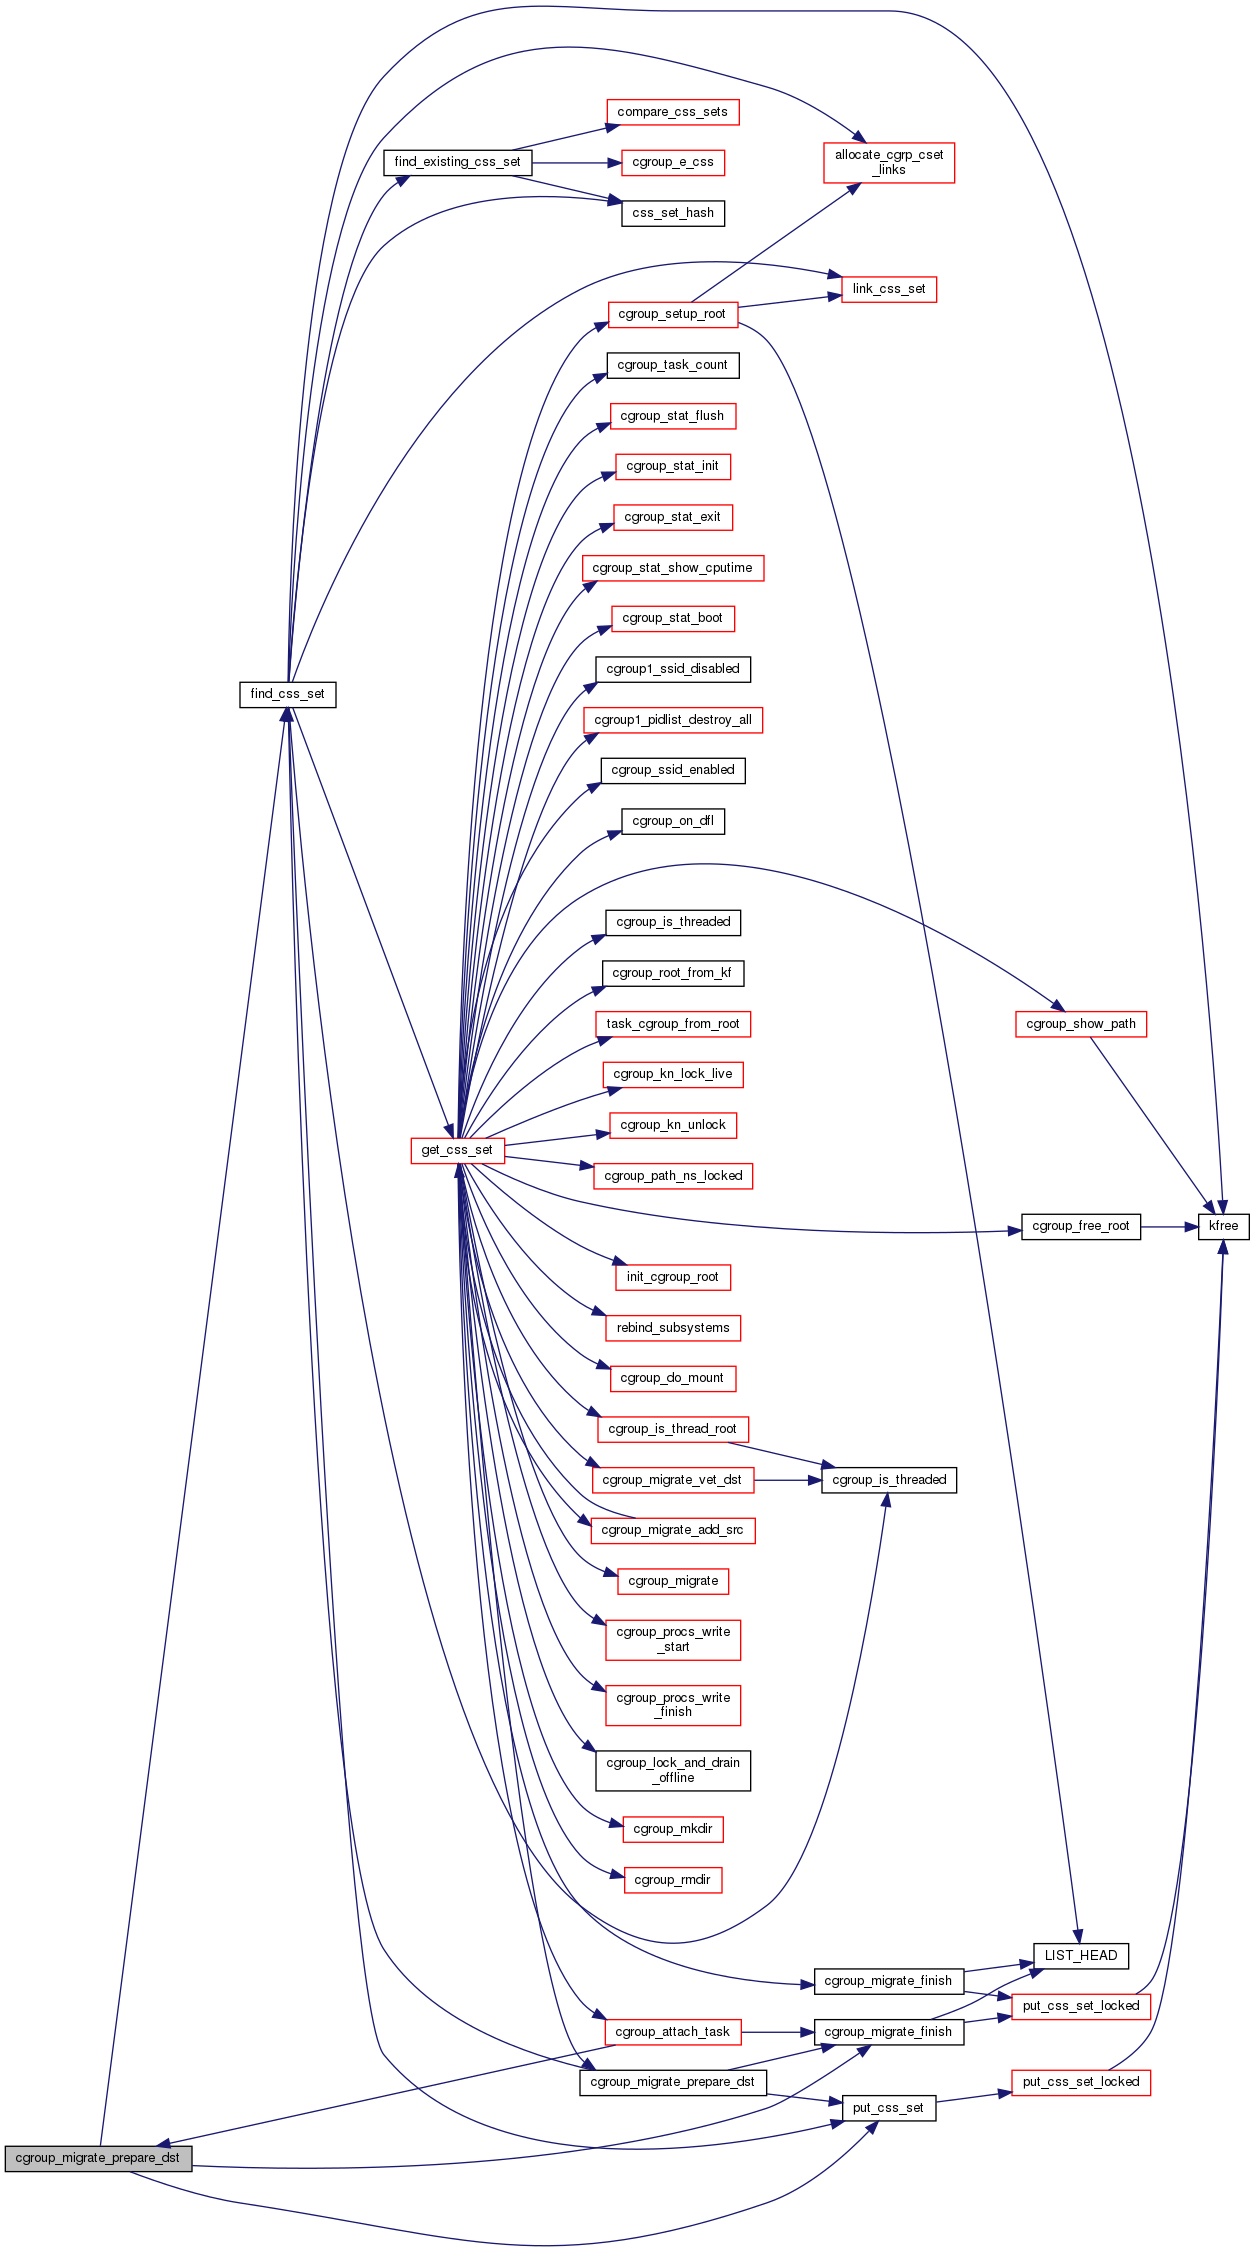 compare_css_sets
allocate_cgrp_cset
_links
find_existing_css_set
cgroup_e_css
css_set_hash
link_css_set
cgroup_setup_root
cgroup_task_count
cgroup_stat_flush
cgroup_stat_init
cgroup_stat_exit
cgroup_stat_show_cputime
cgroup_stat_boot
cgroup1_ssid_disabled
find_css_set
cgroup1_pidlist_destroy_all
cgroup_ssid_enabled
cgroup_on_dfl
cgroup_is_threaded
cgroup_root_from_kf
task_cgroup_from_root
cgroup_show_path
cgroup_kn_lock_live
cgroup_kn_unlock
get_css_set
cgroup_path_ns_locked
cgroup_free_root
kfree
init_cgroup_root
rebind_subsystems
cgroup_do_mount
cgroup_is_thread_root
cgroup_migrate_vet_dst
cgroup_is_threaded
cgroup_migrate_add_src
cgroup_migrate
cgroup_procs_write
_start
cgroup_procs_write
_finish
cgroup_lock_and_drain
_offline
cgroup_mkdir
cgroup_rmdir
LIST_HEAD
cgroup_migrate_finish
put_css_set_locked
cgroup_attach_task
cgroup_migrate_finish
cgroup_migrate_prepare_dst
put_css_set_locked
put_css_set
cgroup_migrate_prepare_dst